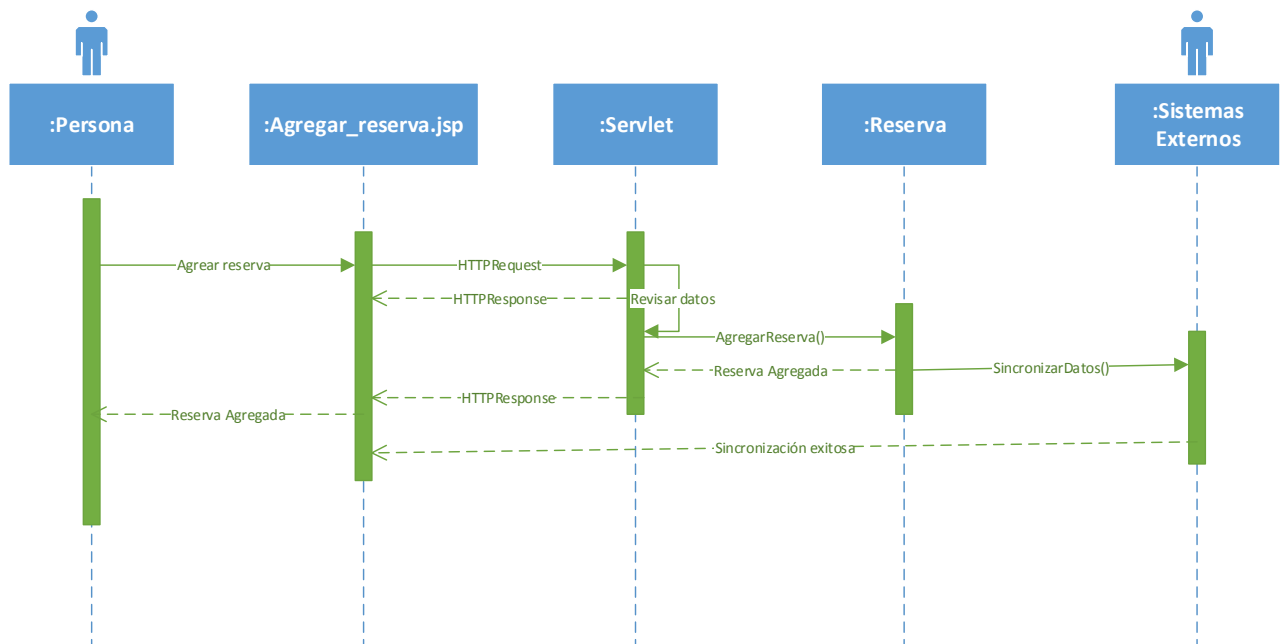 :Persona
:Agregar_reserva.jsp
:Servlet
:Reserva
:Sistemas
Externos
Agrear reserva
HTTPRequest
HTTPResponse
Revisar datos
AgregarReserva()
Reserva Agregada
SincronizarDatos()
HTTPResponse
Reserva Agregada
Sincronización exitosa